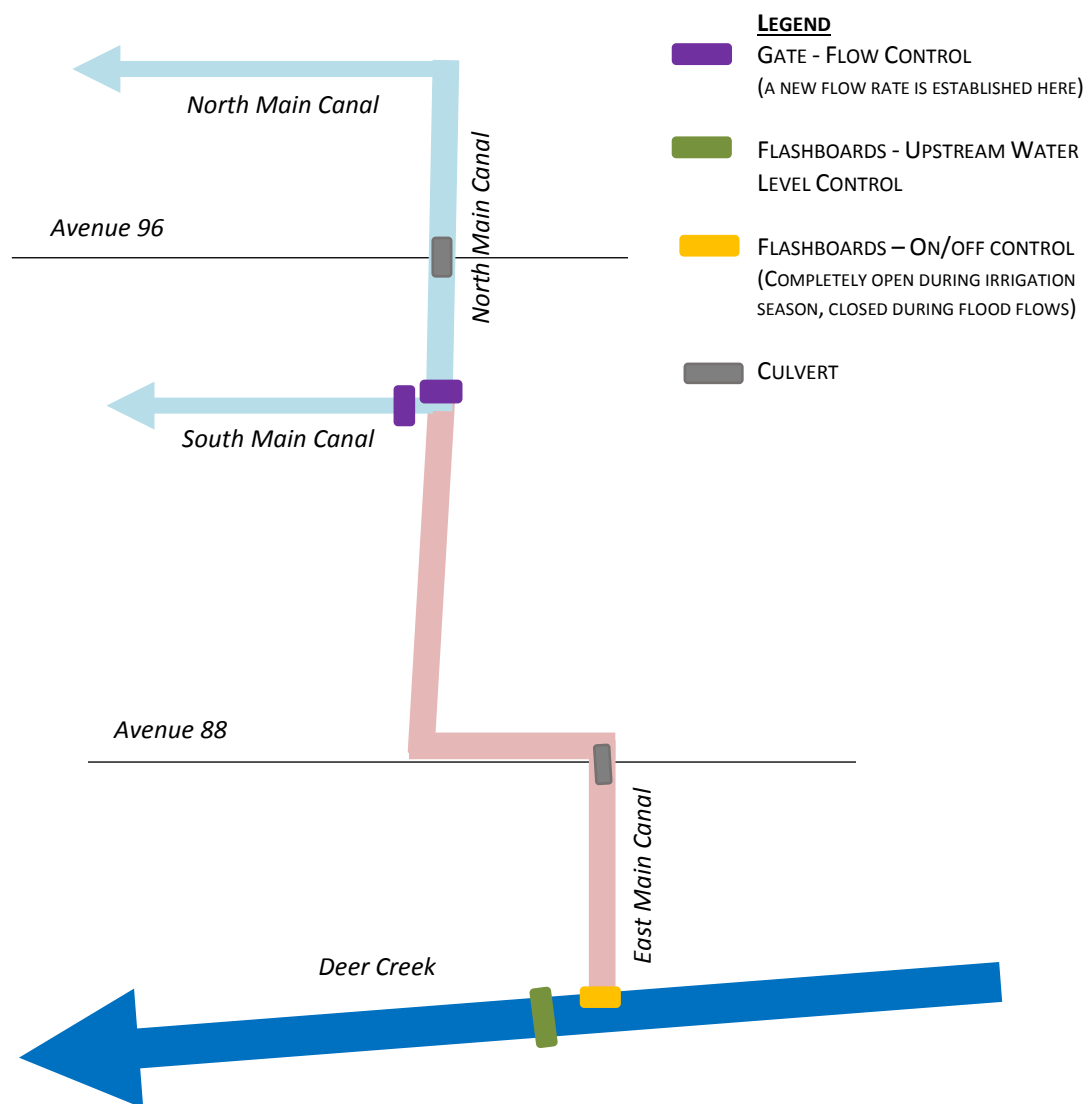 LEGEND
GATE - FLOW CONTROL
(A NEW FLOW RATE IS ESTABLISHED HERE)
FLASHBOARDS - UPSTREAM WATER
LEVEL CONTROL
FLASHBOARDS – ON/OFF CONTROL
(COMPLETELY OPEN DURING IRRIGATION
SEASON, CLOSED DURING FLOOD FLOWS)
CULVERT
North Main Canal
North Main Canal
Avenue 96
South Main Canal
Avenue 88
East Main Canal
Deer Creek